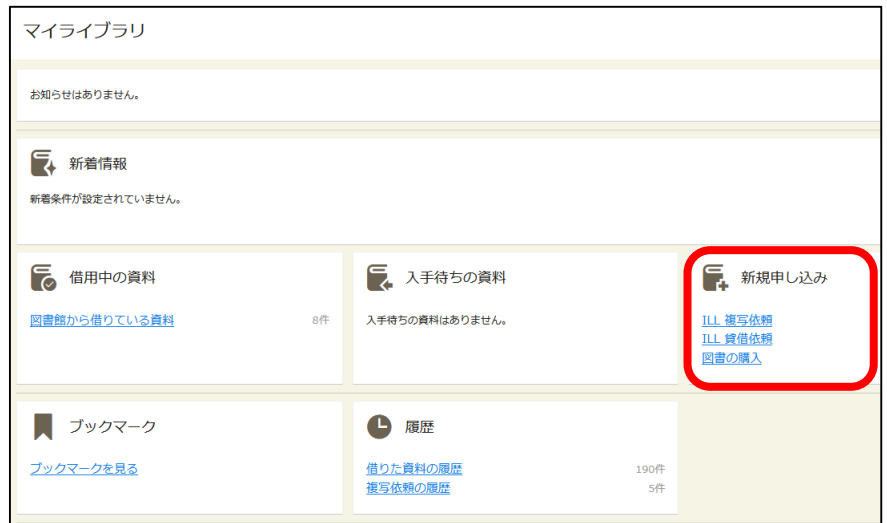 マイライブラリ
お知らせはありません。
新着情報
新着条件が設定されていません。
借用中の資料
図書館から借りている資料 8件
入手待ちの資料
入手待ちの資料はありません。
新規申し込み
ILL 複写依頼
ILL 貸借依頼
図書の購入
ブックマーク
ブックマークを見る
履歴
借りた資料の履歴 190件
複写依頼の履歴 5件